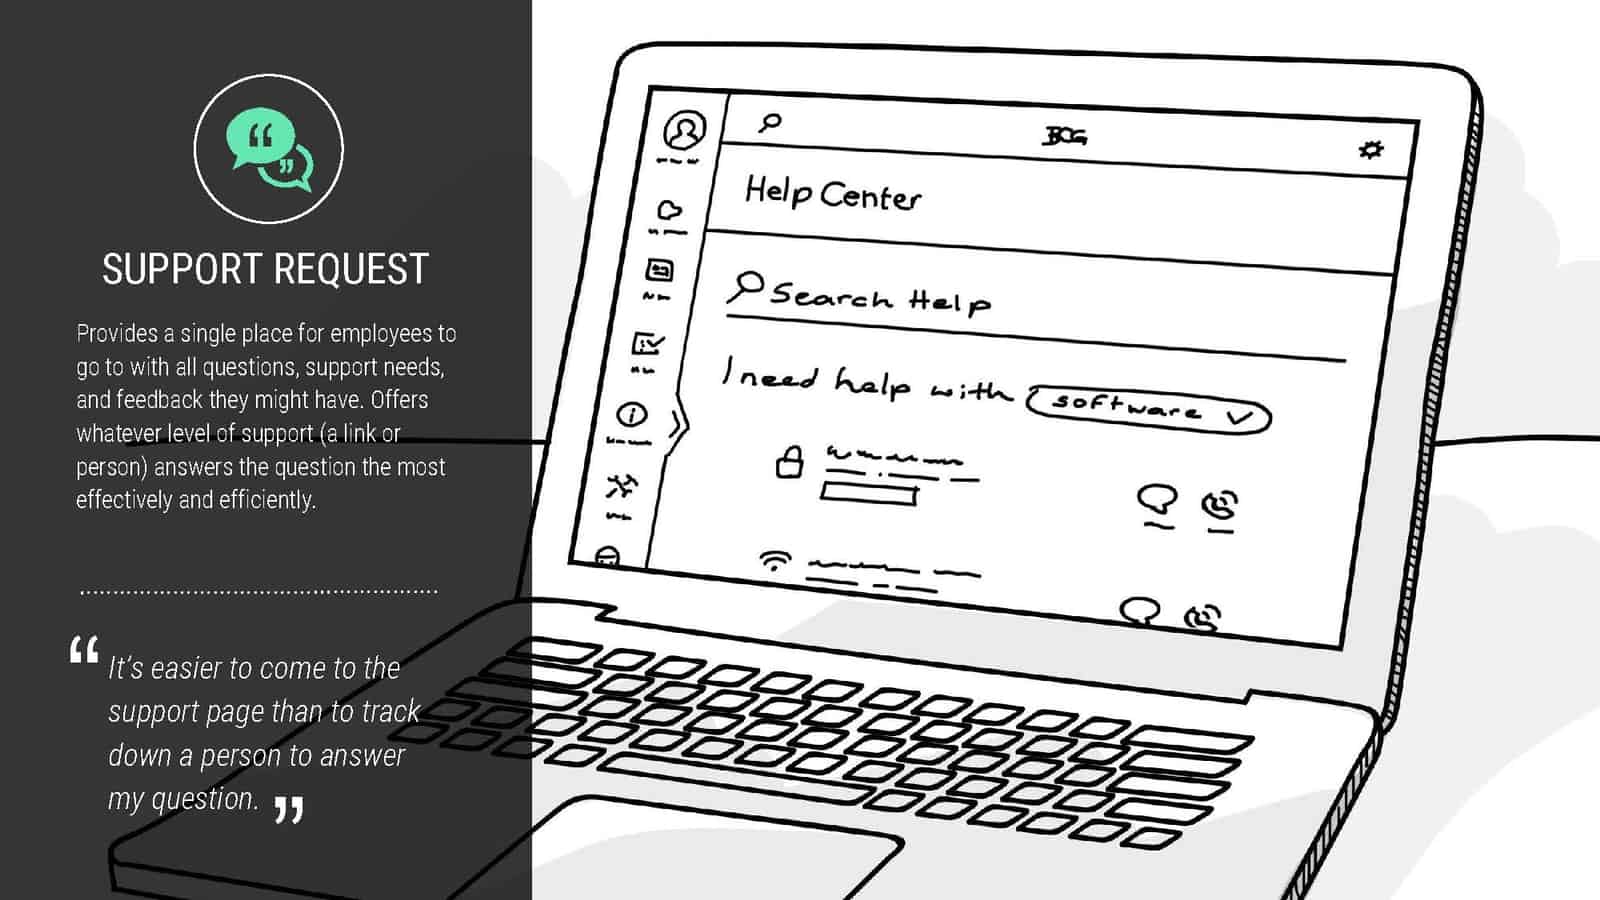 SUPPORT REQUEST
Provides a single place for employees to
go to with all questions, support needs,
and feedback they might have. Offers
whatever level of support (a link or
person) answers the question the most
effectively and efficiently.
“ It’s easier to come to the
support page than to track
down a person to answer
my question. ”
BCG
Help Center
Search Help
I need help with software